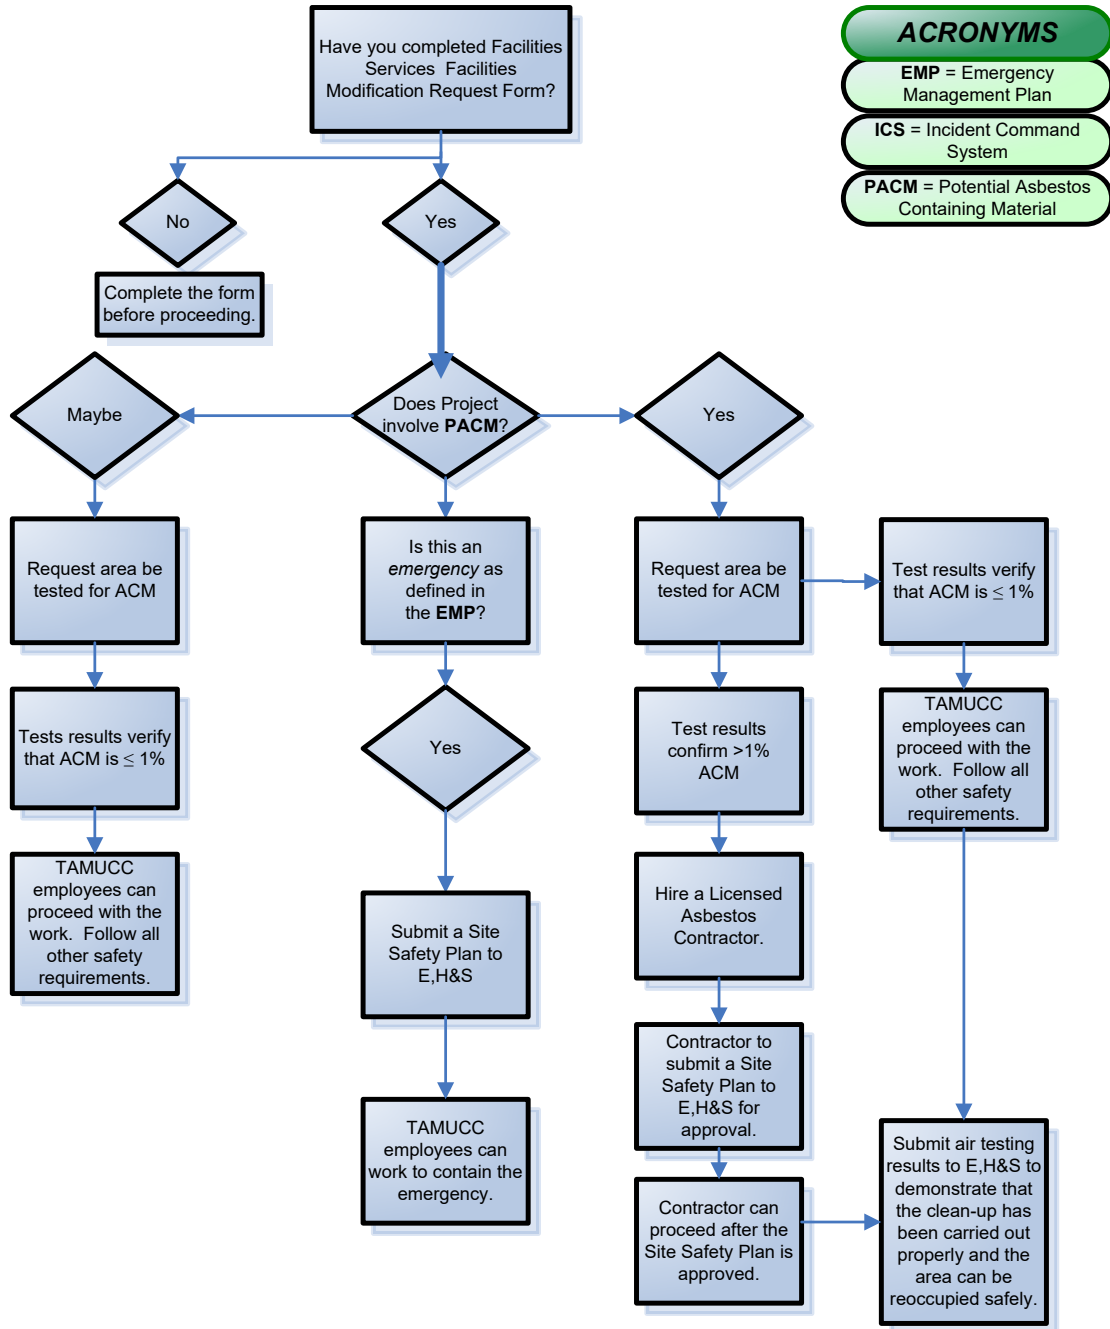 Have you completed Facilities
Services Facilities
Modification Request Form?
ACRONYMS
EMP = Emergency
Management Plan
ICS = Incident Command
System
PACM = Potential Asbestos
Containing Material
No
Yes
Complete the form
before proceeding.
Maybe
Does Project
involve PACM?
Yes
Request area be
tested for ACM
Is this an
emergency as
defined in
the EMP?
Request area be
tested for ACM
Test results verify
that ACM is ≤ 1%
Tests results verify
that ACM is ≤ 1%
Yes
Test results
confirm >1%
ACM
TAMUCC
employees can
proceed with the
work. Follow all
other safety
requirements.
TAMUCC
employees can
proceed with the
work. Follow all
other safety
requirements.
Submit a Site
Safety Plan to
E,H&S
Hire a Licensed
Asbestos
Contractor.
Contractor to
submit a Site
Safety Plan to
E,H&S for
approval.
TAMUCC
employees can
work to contain the
emergency.
Contractor can
proceed after the
Site Safety Plan is
approved.
Submit air testing
results to E,H&S to
demonstrate that
the clean-up has
been carried out
properly and the
area can be
reoccupied safely.